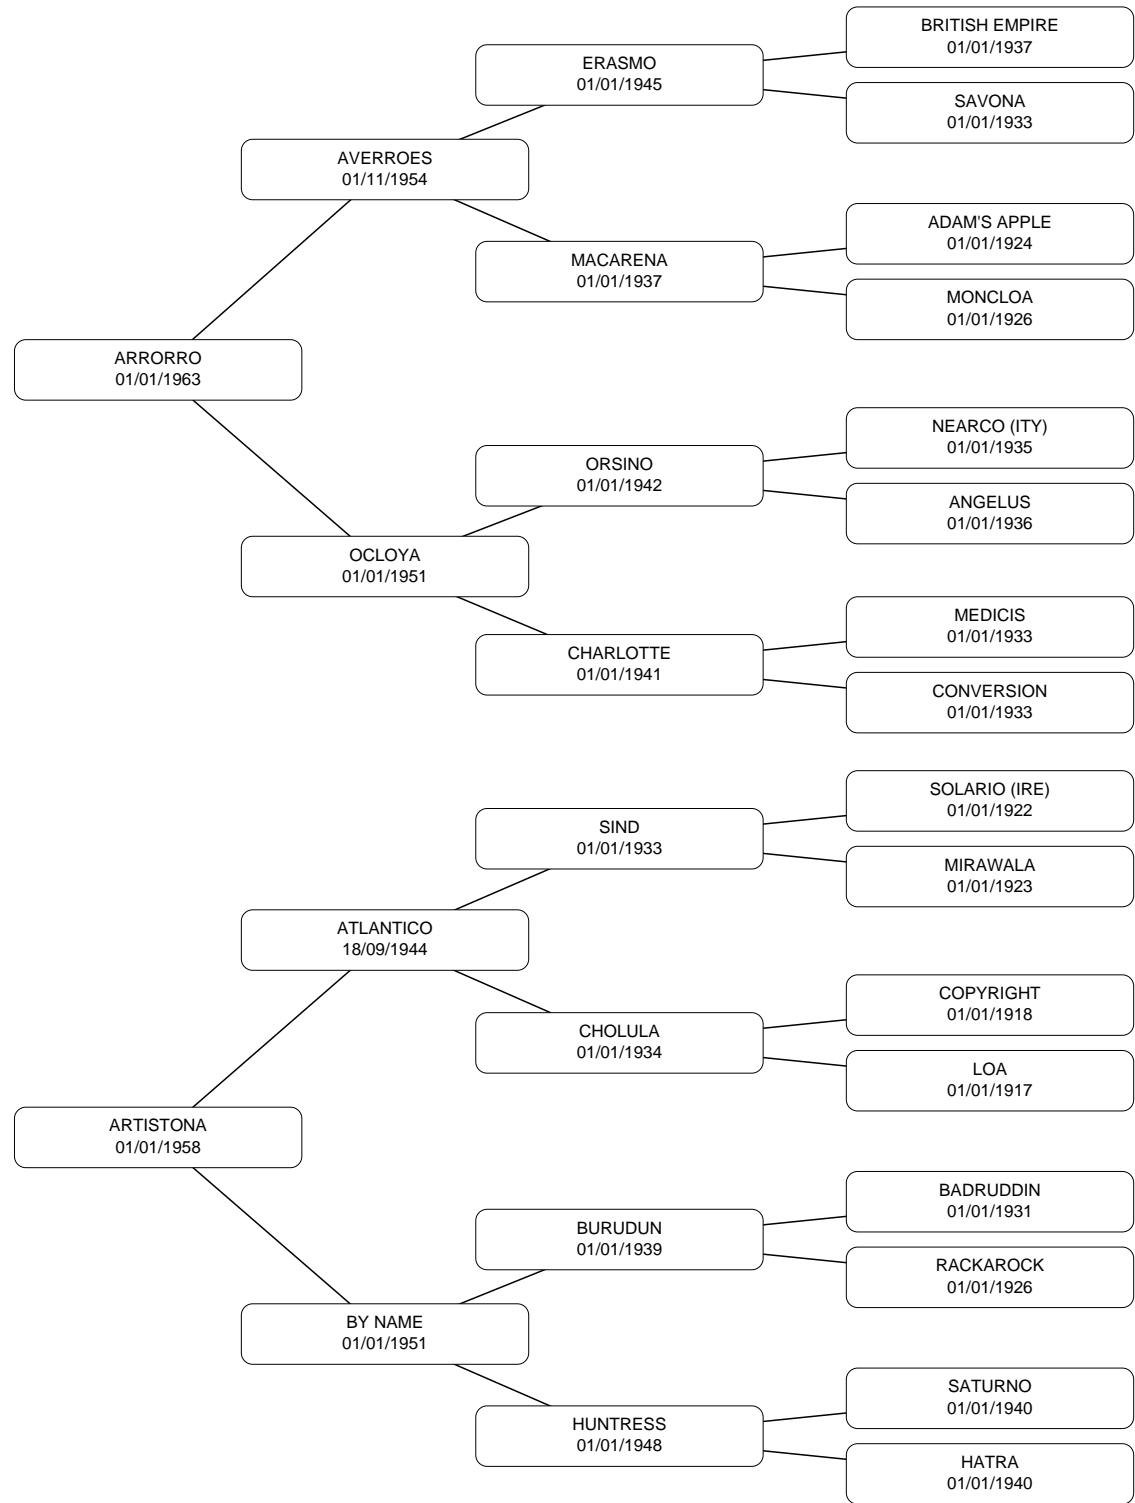 BRITISH EMPIRE
01/01/1937
ERASMO
01/01/1945
SAVONA
01/01/1933
AVERROES
01/11/1954
ADAM'S APPLE
01/01/1924
MACARENA
01/01/1937
MONCLOA
01/01/1926
ARRORRO
01/01/1963
NEARCO (ITY)
01/01/1935
ORSINO
01/01/1942
ANGELUS
01/01/1936
OCLOYA
01/01/1951
MEDICIS
01/01/1933
CHARLOTTE
01/01/1941
CONVERSION
01/01/1933
SOLARIO (IRE)
01/01/1922
SIND
01/01/1933
MIRAWALA
01/01/1923
ATLANTICO
18/09/1944
COPYRIGHT
01/01/1918
CHOLULA
01/01/1934
LOA
01/01/1917
ARTISTONA
01/01/1958
BADRUDDIN
01/01/1931
BURUDUN
01/01/1939
RACKAROCK
01/01/1926
BY NAME
01/01/1951
SATURNO
01/01/1940
HUNTRESS
01/01/1948
HATRA
01/01/1940